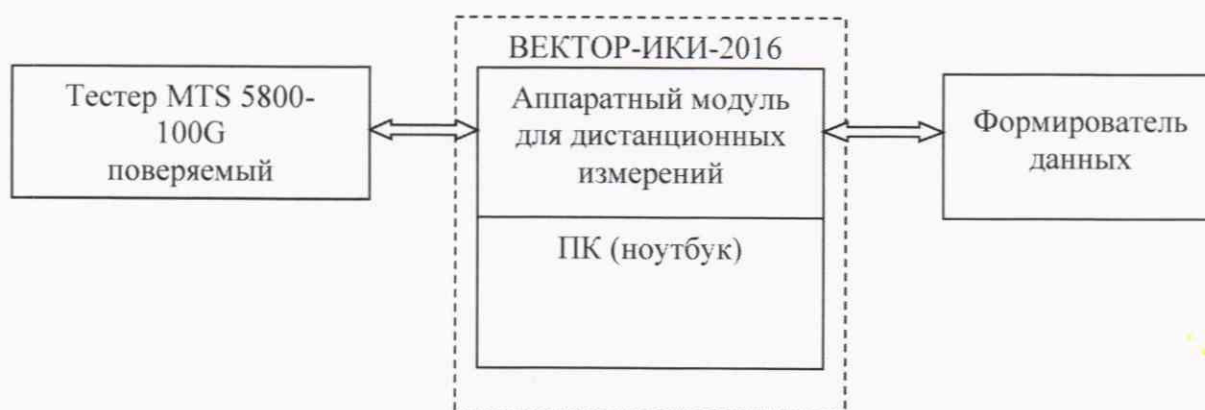 ВЕКТОР-ИКИ-2016
Тестер MTS 5800-
100G
поверяемый
Аппаратный модуль
для дистанционных
измерений
ПК (ноутбук)
Формирователь
данных